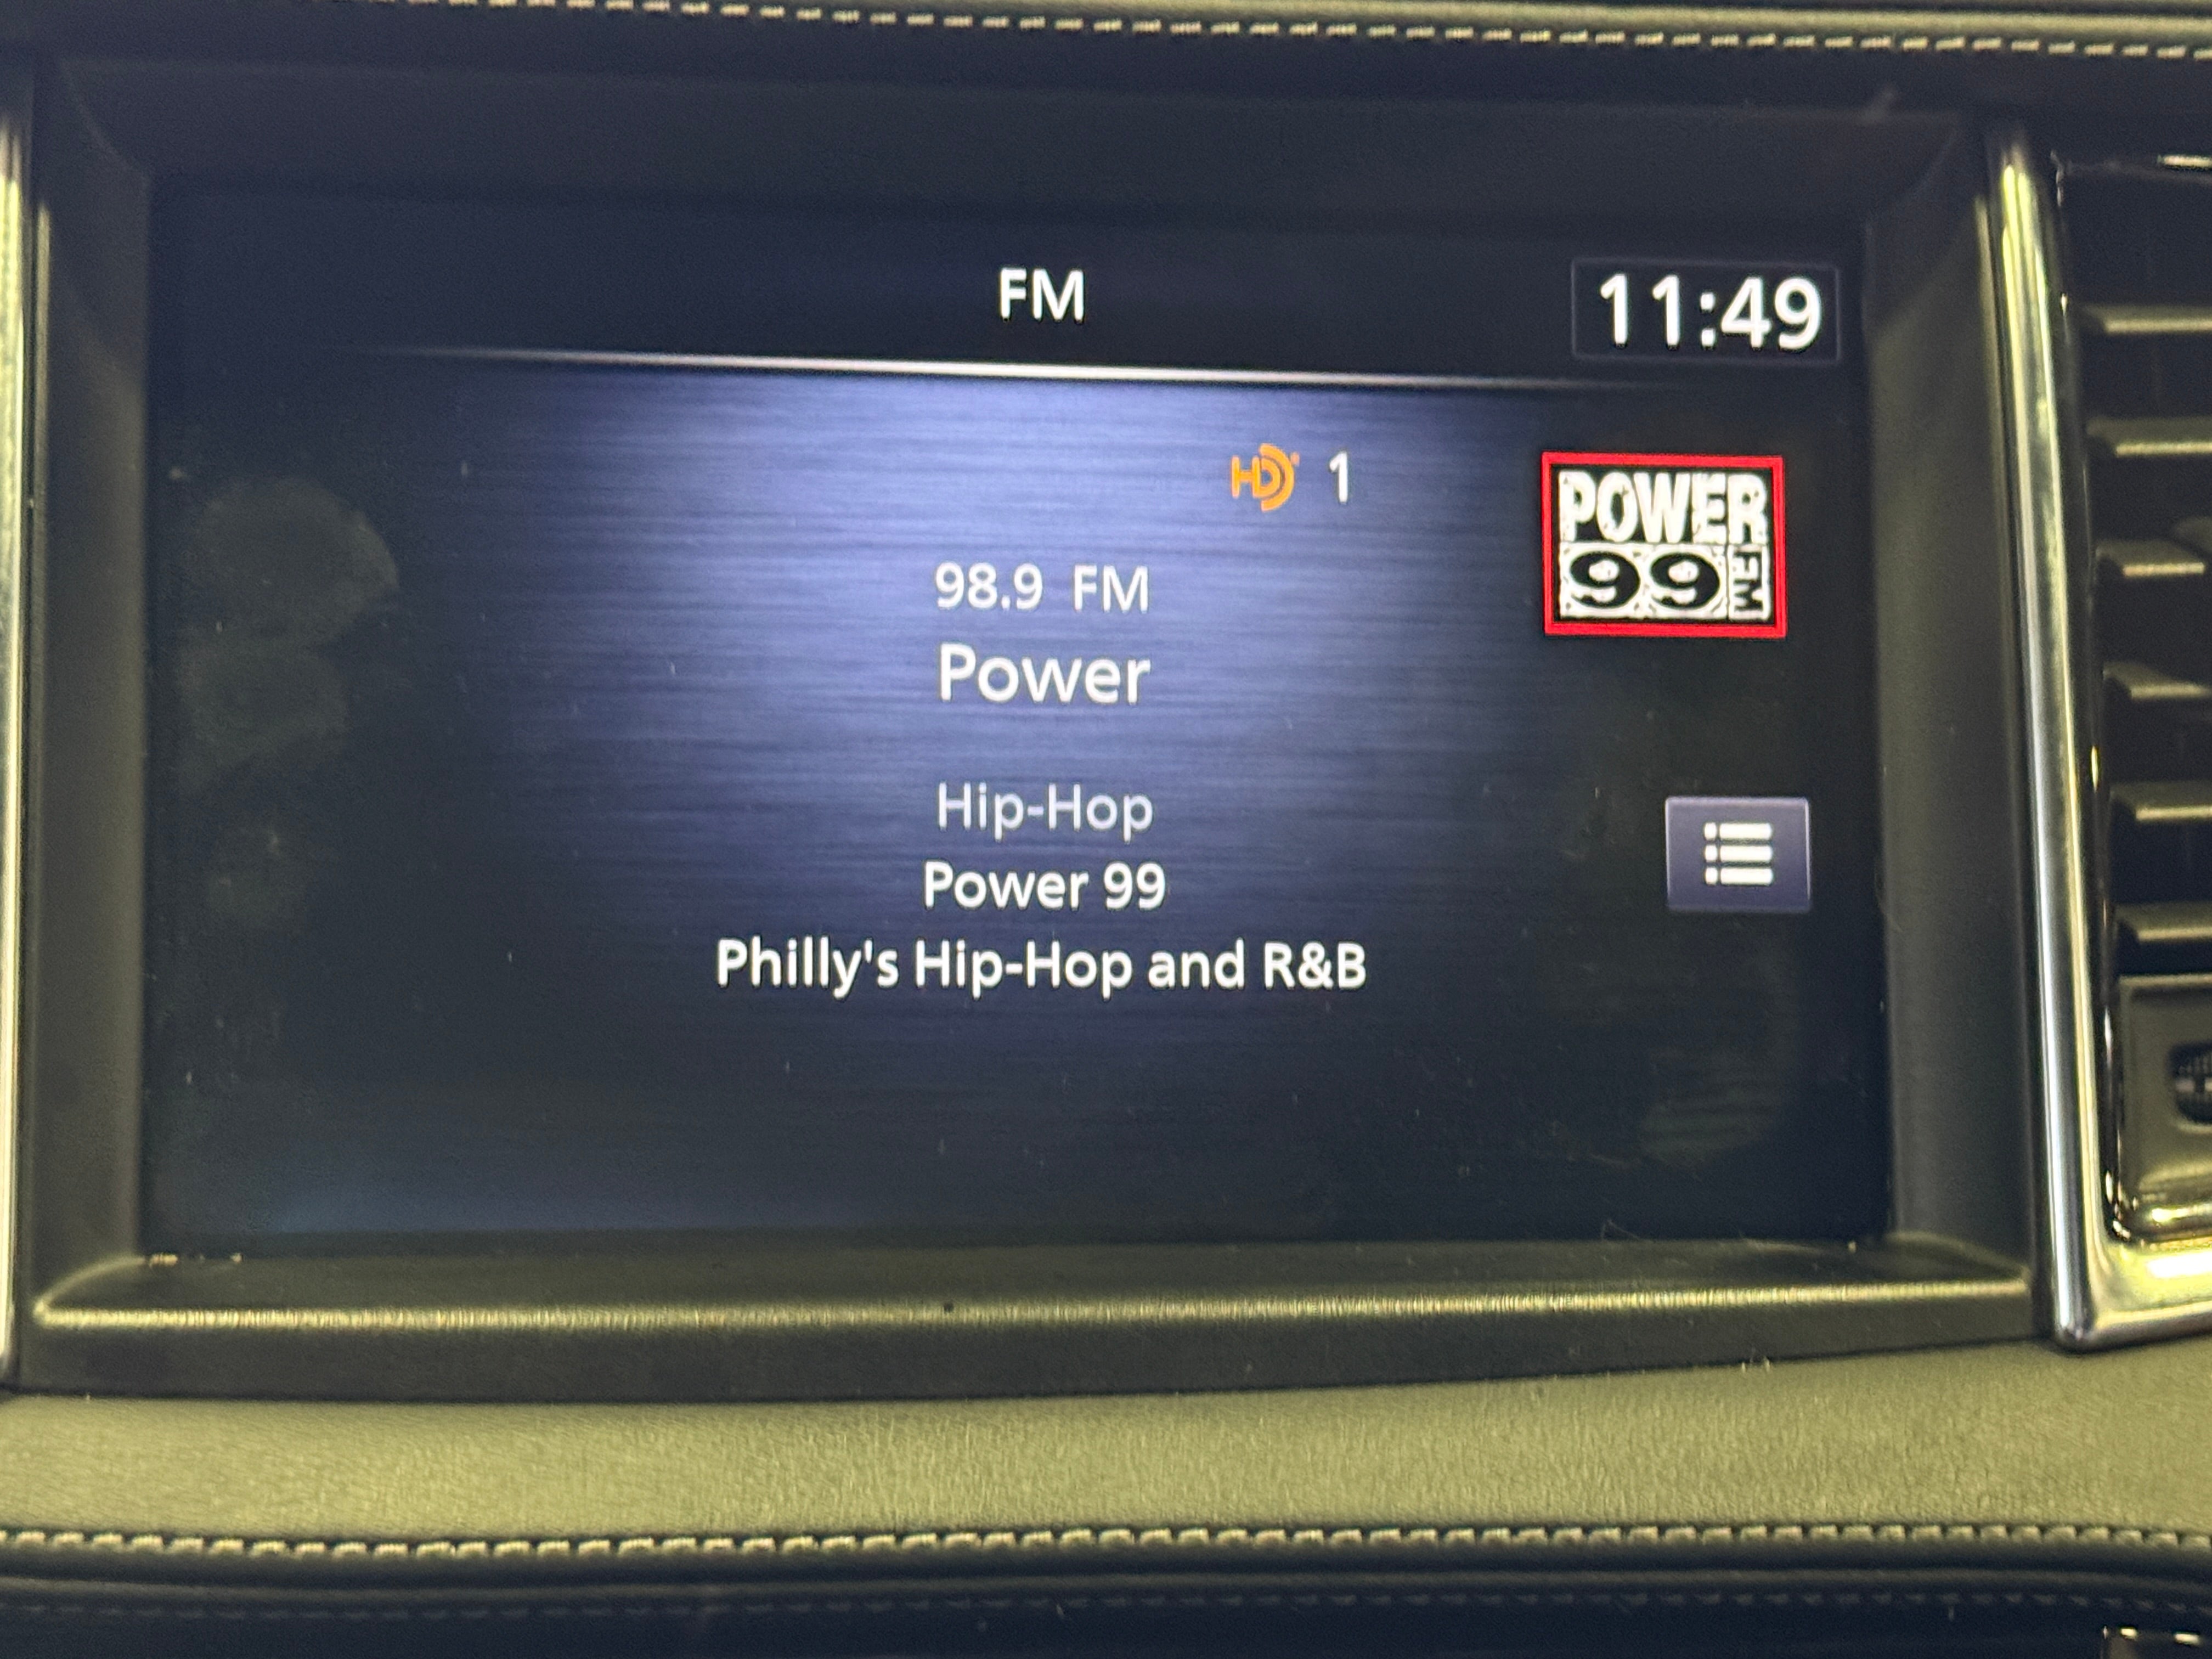 FM
11:49
HD 1
POWER
99 FM
98.9 FM
Power
Hip-Hop
Power 99
Philly's Hip-Hop and R&B